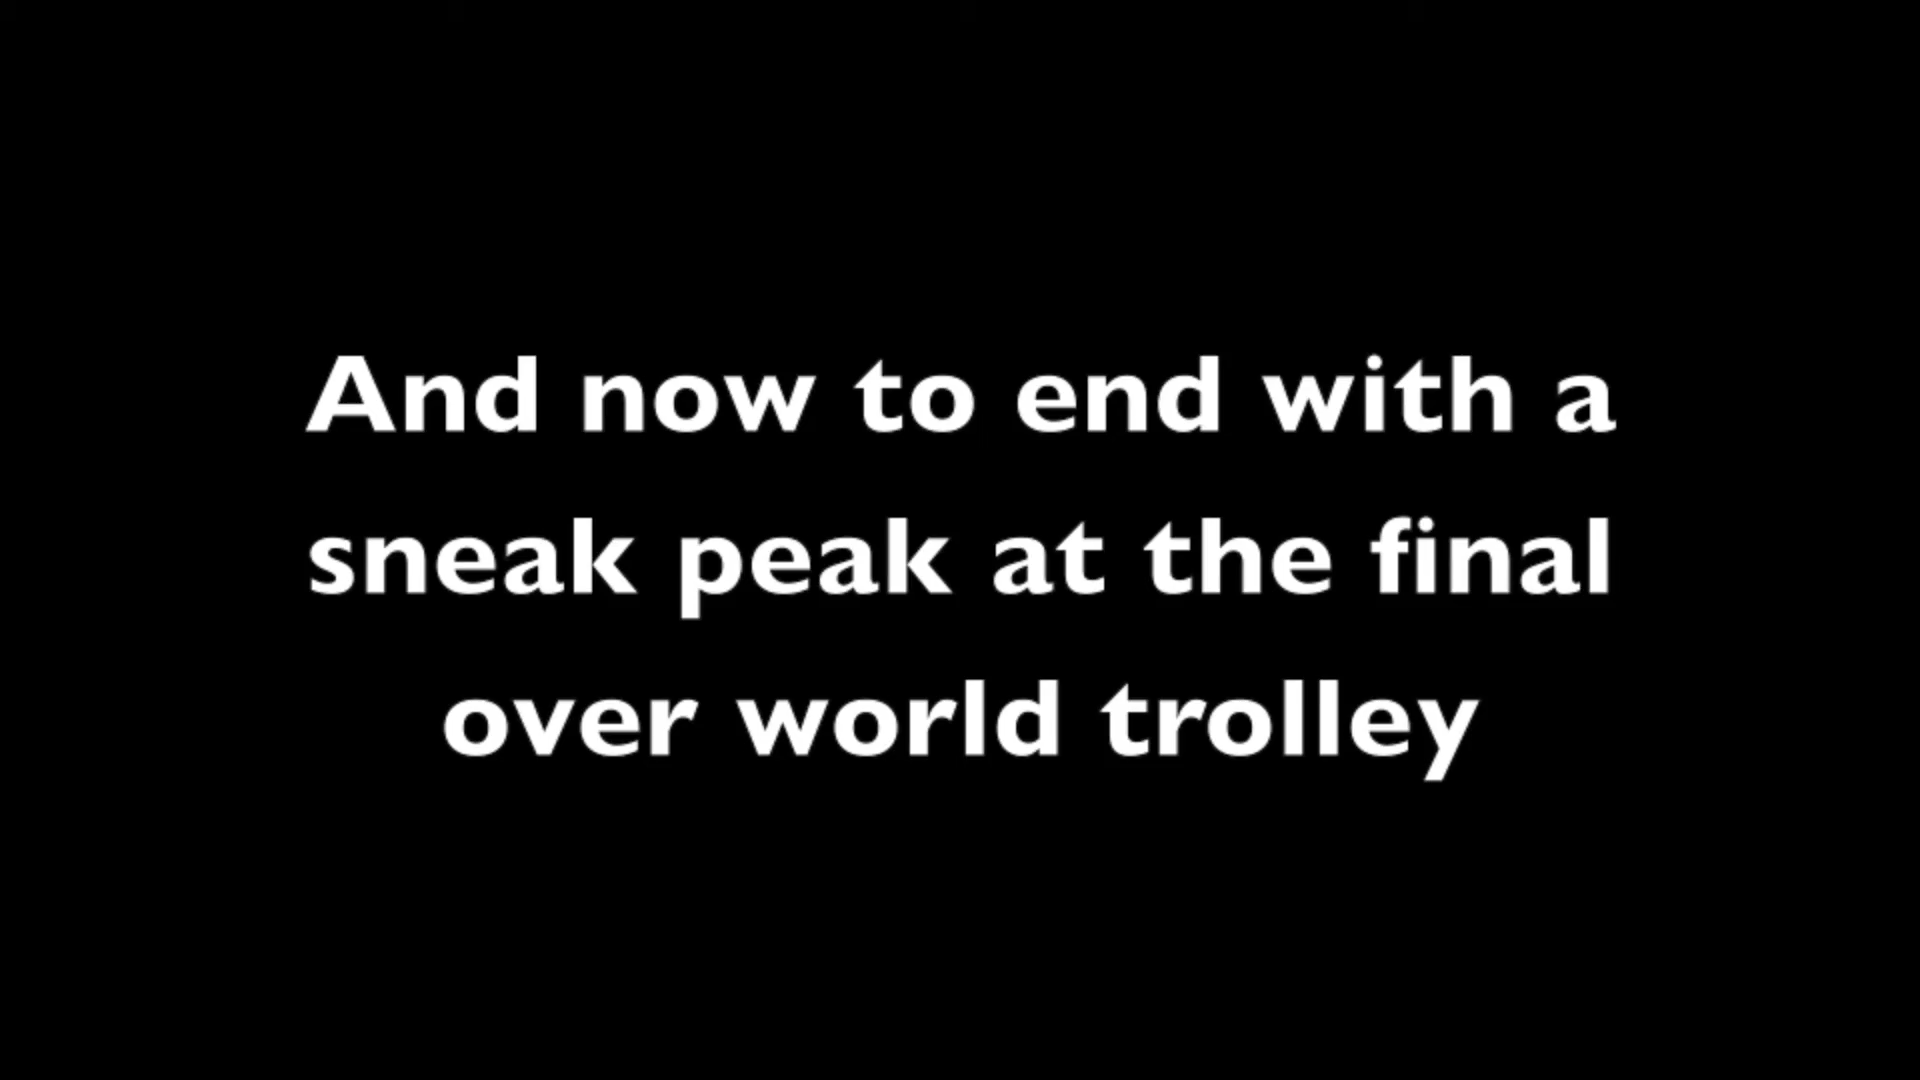 And now to end with a
sneak peak at the final
over world trolley